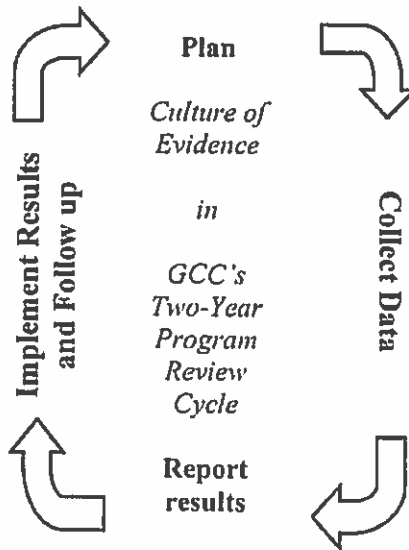 Plan
Culture of
Evidence
in
GCC's
Two-Year
Program
Review
Cycle
Collect Data
Report
results
Implement Results
and Follow up